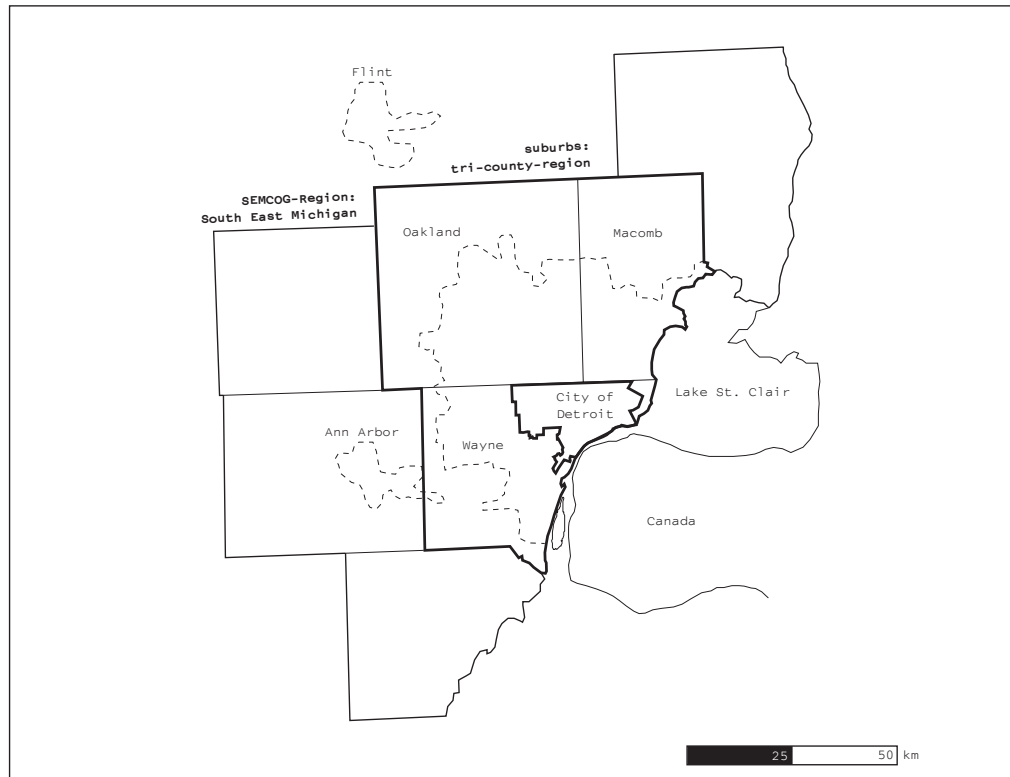 Flint
suburbs:
tri-county-region
SEMCOG-Region:
South East Michigan
Oakland
Macomb
City of
Detroit
Lake St. Clair
Ann Arbor
Wayne
Canada
25 50 km